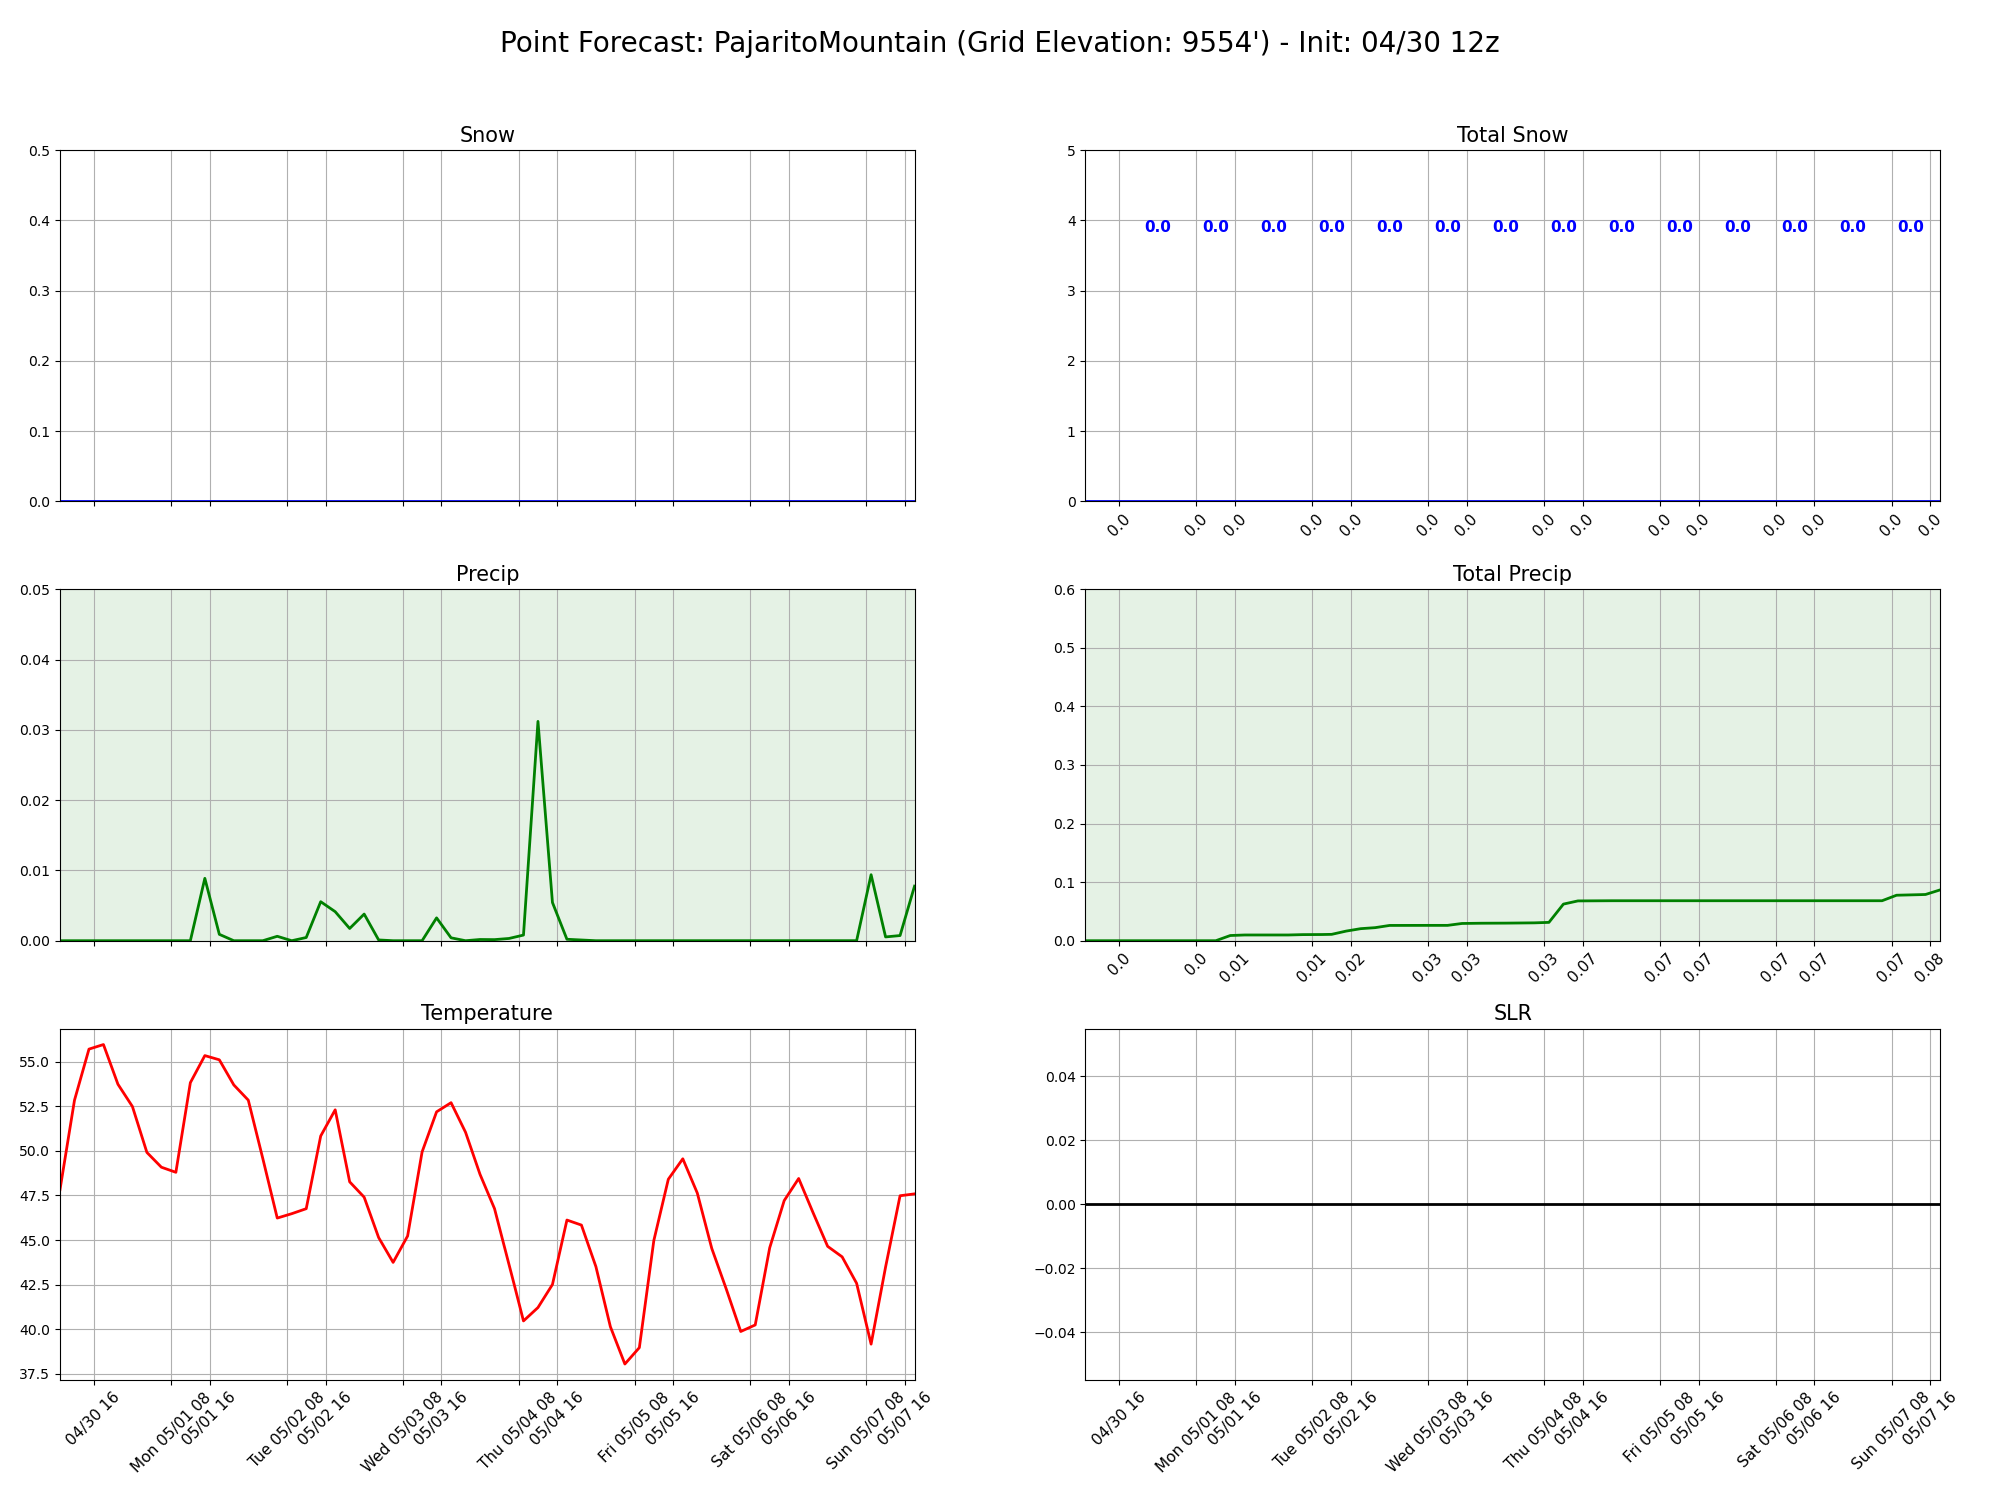 Point Forecast: PajaritoMountain (Grid Elevation: 9554') - Init: 04/30 12z
Snow
0.5
0.4
0.3
0.2
0.1
0.0
Total Snow
5
4
3
2
1
0
0.0 0.0 0.0 0.0 0.0 0.0 0.0 0.0 0.0 0.0 0.0 0.0 0.0 0.0
0.0 0.0 0.0 0.0 0.0 0.0 0.0 0.0 0.0 0.0 0.0 0.0 0.0 0.0 0.0
Precip
0.05
0.04
0.03
0.02
0.01
0.00
Total Precip
0.6
0.5
0.4
0.3
0.2
0.1
0.0
0.0 0.0 0.01 0.01 0.02 0.03 0.03 0.03 0.07 0.07 0.07 0.07 0.07 0.07 0.08
Temperature
55.0
52.5
50.0
47.5
45.0
42.5
40.0
37.5
04/30 16
Mon 05/01 08
05/01 16
Tue 05/02 08
05/02 16
Wed 05/03 08
05/03 16
Thu 05/04 08
05/04 16
Fri 05/05 08
05/05 16
Sat 05/06 08
05/06 16
Sun 05/07 08
05/07 16
SLR
0.04
0.02
0.00
−0.02
−0.04
04/30 16
Mon 05/01 08
05/01 16
Tue 05/02 08
05/02 16
Wed 05/03 08
05/03 16
Thu 05/04 08
05/04 16
Fri 05/05 08
05/05 16
Sat 05/06 08
05/06 16
Sun 05/07 08
05/07 16